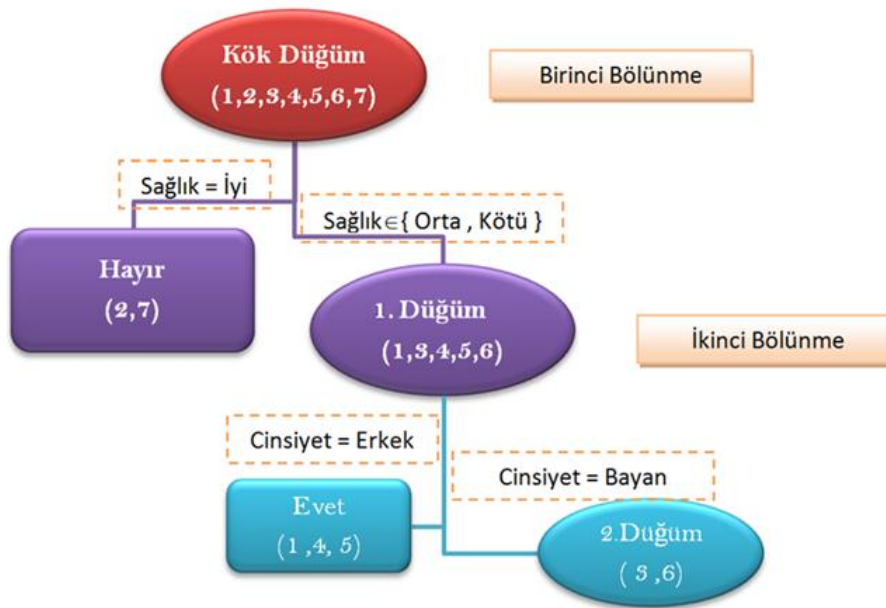 Kök Düğüm
(1,2,3,4,5,6,7)
Birinci Bölünme
Sağlık = İyi
Sağlık∈{ Orta , Kötü }
Hayır
(2,7)
1. Düğüm
(1,3,4,5,6)
İkinci Bölünme
Cinsiyet = Erkek
Cinsiyet = Bayan
Evet
(1 ,4, 5)
2.Düğüm
( 3 ,6)